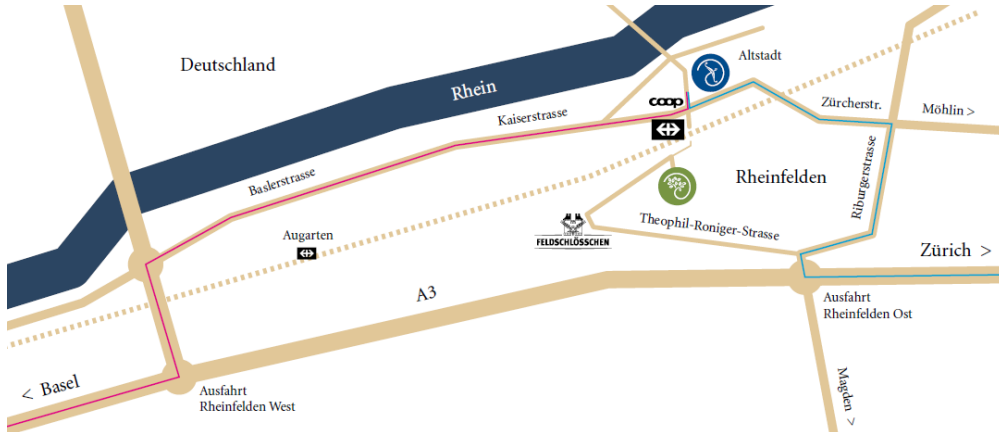 Deutschland
Rhein
Altstadt
coop
Kaiserstrasse
Zürcherstr.
Möhlin >
Baslerstrasse
Rheinfelden
Riburgerstrasse
Augarten
FELDSCHLÖSSCHEN
Theophil-Roniger-Strasse
Zürich >
A3
Ausfahrt
Rheinfelden Ost
< Basel
Ausfahrt
Rheinfelden West
Magden >